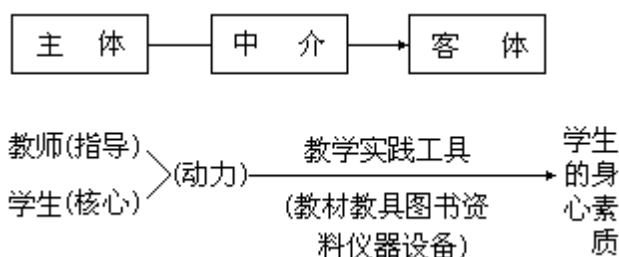 主体 中介 客体
教师(指导)
学生(核心)
(动力)
教学实践工具
(教材教具图书资
料仪器设备)
学生
的身
心素
质